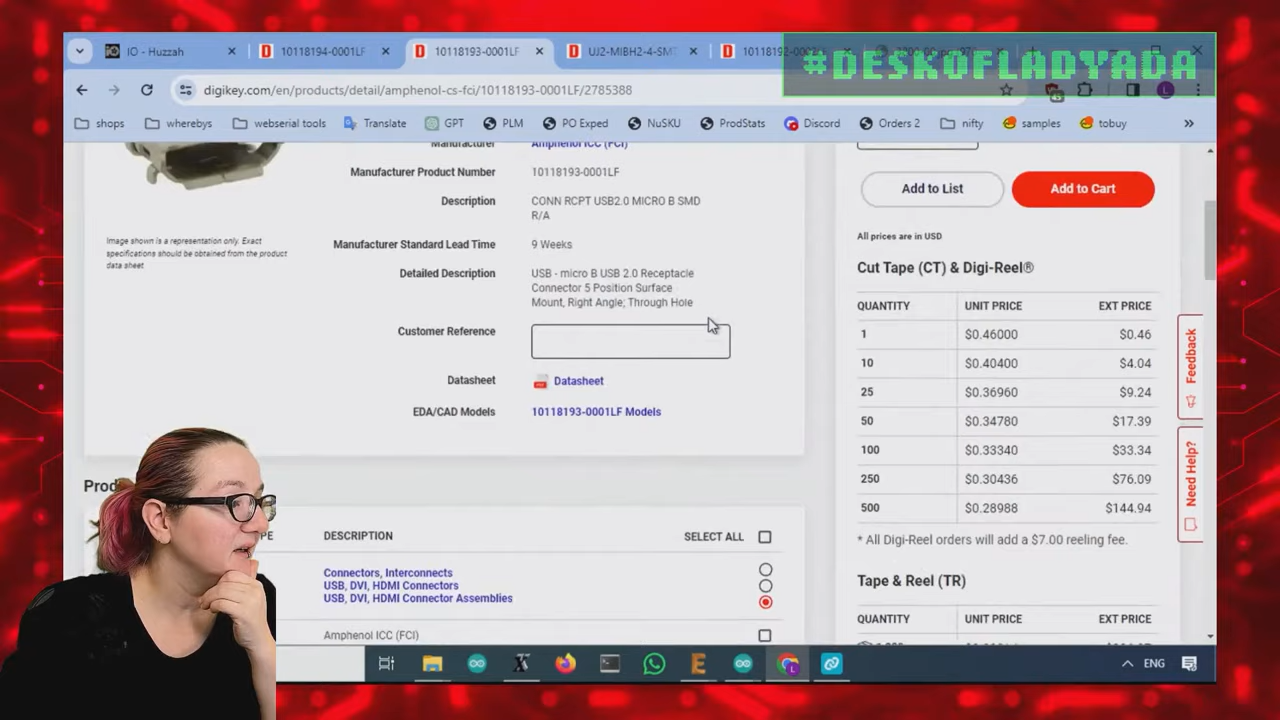 #DESKOFLADYADA
IO - Huzzah
10118194-0001LF
10118193-0001LF
UJ2-MIBH2-4-SMT
digikey.com/en/products/detail/amphenol-cs-fci/10118193-0001LF/2785388
shops
wherebys
webserial tools
Translate
GPT
PLM
PO Exped
NuSKU
ProdStats
Discord
Orders 2
nifty
samples
tobuy
Manufacturer Amphenol ICC (FCI)
Manufacturer Product Number 10118193-0001LF
Description CONN RCPT USB2.0 MICRO B SMD
R/A
Manufacturer Standard Lead Time 9 Weeks
Detailed Description USB - micro B USB 2.0 Receptacle
Connector 5 Position Surface
Mount, Right Angle; Through Hole
Customer Reference
Datasheet Datasheet
EDA/CAD Models 10118193-0001LF Models
Image shown is a representation only. Exact
specifications should be obtained from the product
data sheet
Add to List
Add to Cart
All prices are in USD
Cut Tape (CT) & Digi-Reel®
QUANTITY UNIT PRICE EXT PRICE
1 $0.46000 $0.46
10 $0.40400 $4.04
25 $0.36960 $9.24
50 $0.34780 $17.39
100 $0.33340 $33.34
250 $0.30436 $76.09
500 $0.28988 $144.94
* All Digi-Reel orders will add a $7.00 reeling fee.
Tape & Reel (TR)
QUANTITY UNIT PRICE EXT PRICE
Feedback
Need Help?
DESCRIPTION SELECT ALL
Connectors, Interconnects
USB, DVI, HDMI Connectors
USB, DVI, HDMI Connector Assemblies
Amphenol ICC (FCI)
ENG